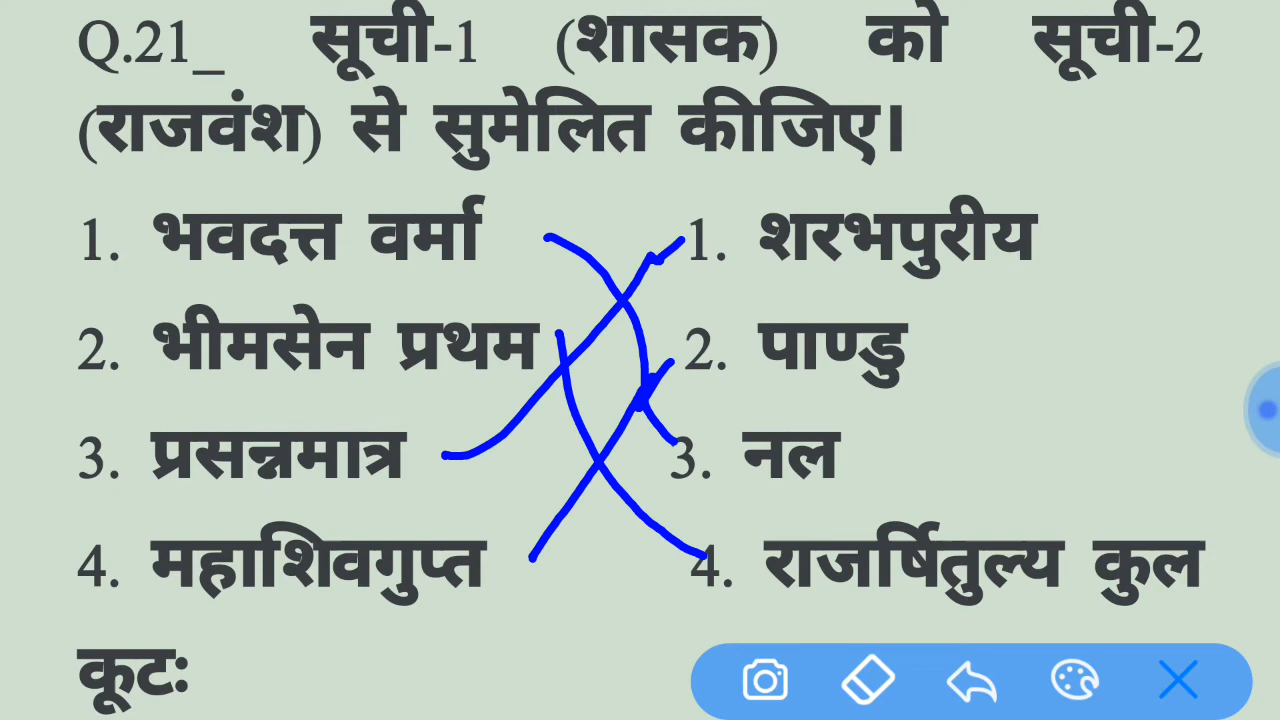 Q.21_ सूची-1 (शासक) को सूची-2
(राजवंश) से सुमेलित कीजिए।
1. भवदत्त वर्मा 1. शरभपुरीय
2. भीमसेन प्रथम 2. पाण्डु
3. प्रसन्नमात्र 3. नल
4. महाशिवगुप्त 4. राजर्षितुल्य कुल
कूटः